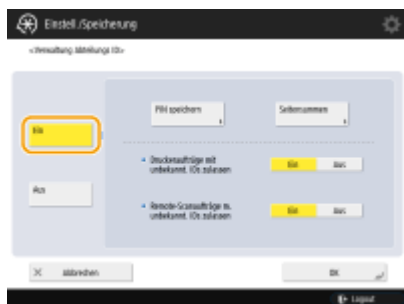 Einstell./Speicherung
<Verwaltung Abteilungs ID>
Ein
Aus
PIN speichern
Seitensummen
Druckeraufträge mit
unbekannt. IDs zulassen
Ein
Aus
Remote-Scanaufträge m.
unbekannt. IDs zulassen
Ein
Aus
Abbrechen
OK
Logout